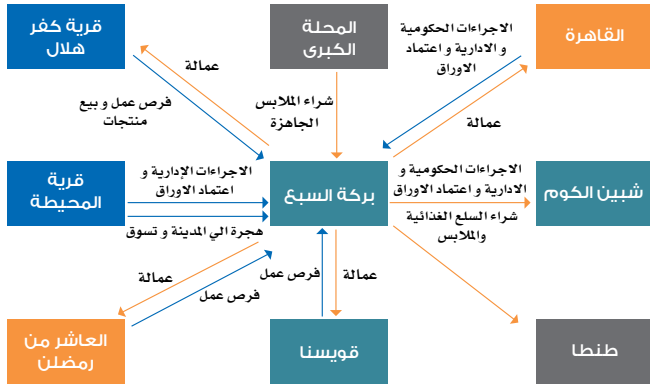 القاهرة
الاجراءات الحكومية
و الادارية و اعتماد
الاوراق
عمالة
المحلة
الكبرى
شراء الملابس
الجاهزة
قرية كفر
هلال
عمالة
فرص عمل و بيع
منتجات
شبين الكوم
الاجراءات الحكومية و
الادارية و اعتماد الاوراق
شراء السلع الغذائية
والملابس
بركة السبع
الاجراءات الإدارية و
اعتماد الاوراق
هجرة الي المدينة و تسوق
قرية
المحيطة
طنطا
عمالة
فرص عمل
قويسنا
عمالة
فرص عمل
العاشر من
رمضلن